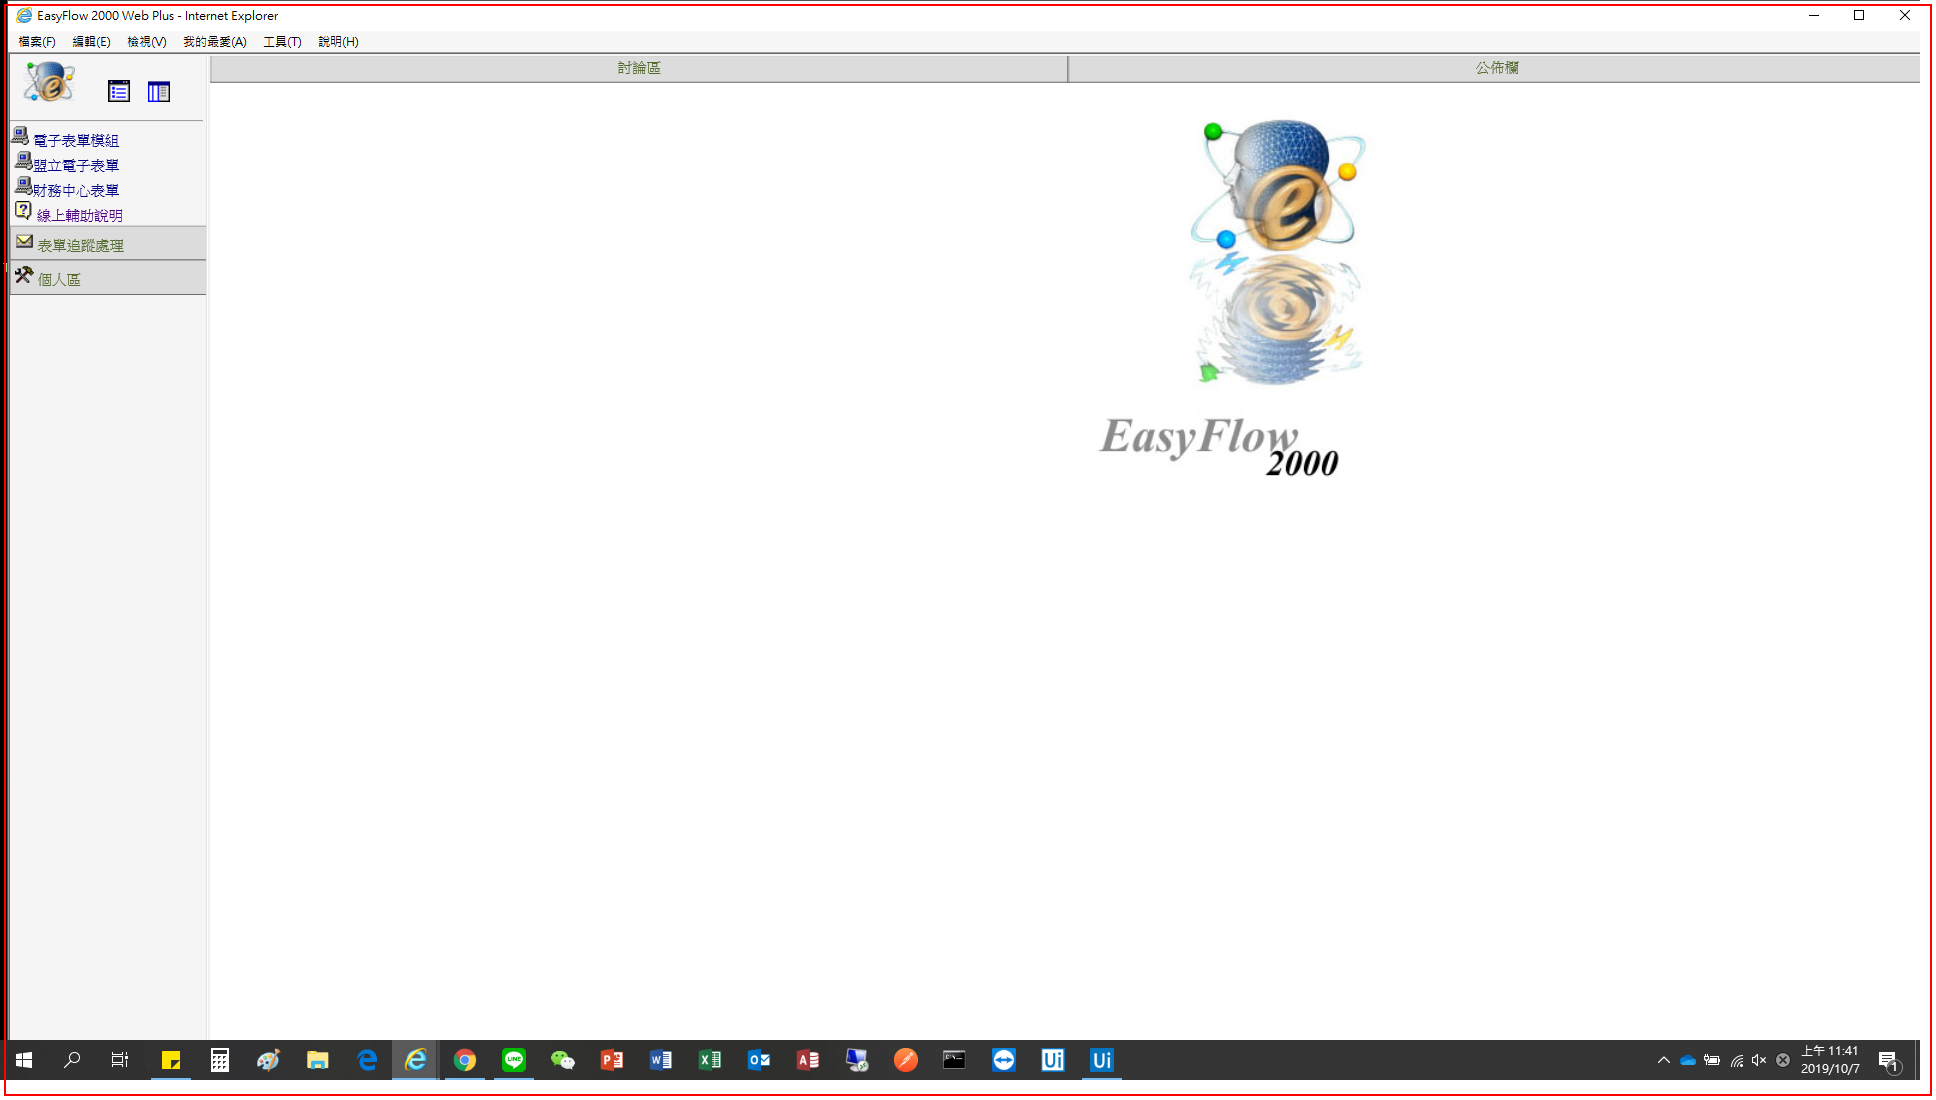 EasyFlow 2000 Web Plus - Internet Explorer
檔案(F) 編輯(E) 檢視(V) 我的最愛(A) 工具(T) 說明(H)
討論區 公佈欄
電子表單模組
盟立電子表單
財務中心表單
線上輔助說明
表單追蹤處理
個人區
EasyFlow
2000
上午 11:41
2019/10/7
1